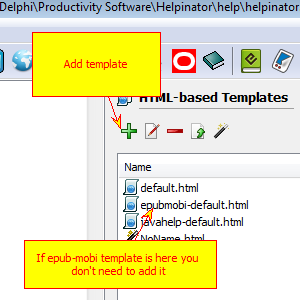 Delphi\Productivity Software\Helpinator\help\helpinator
Add template
HTML-based Templates
Name
default.html
epubmobi-default.html
javahelp-default.html
NoName.html
If epub-mobi template is here you
don't need to add it